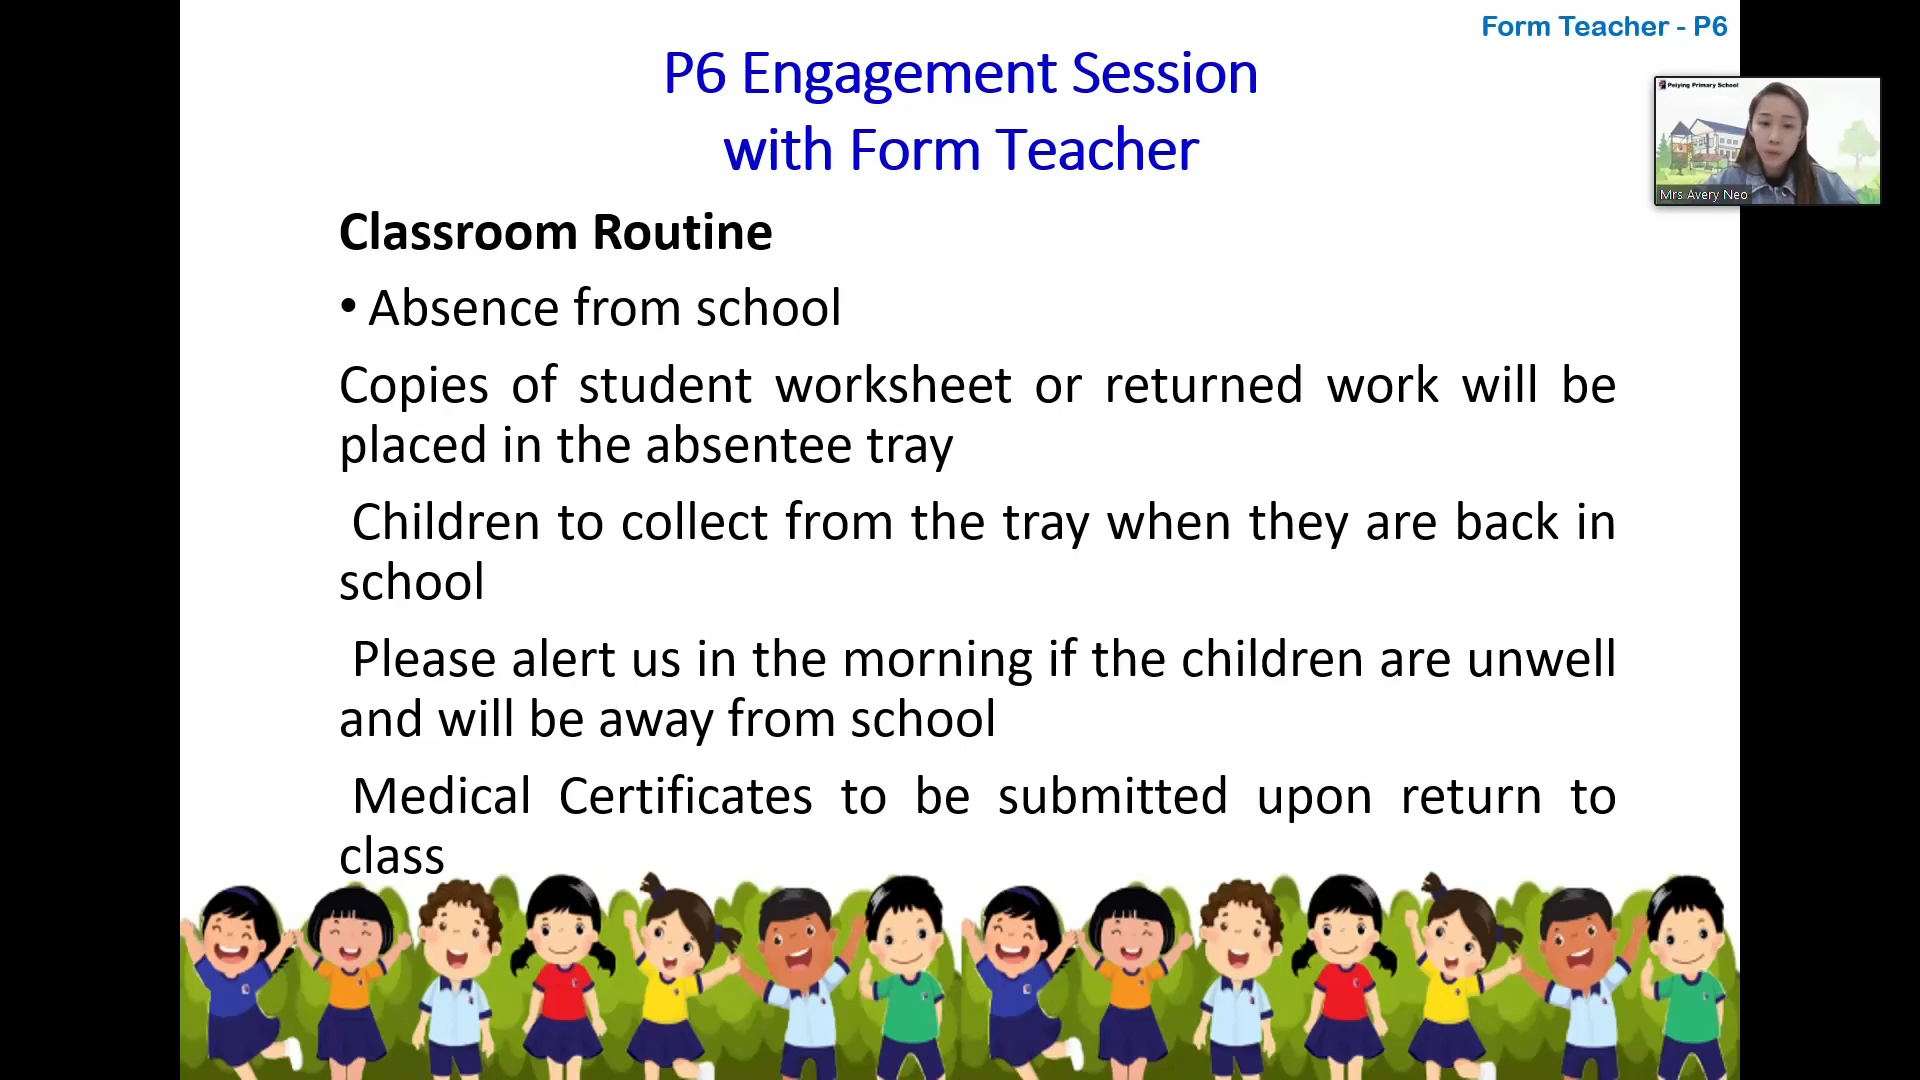 Form Teacher - P6
P6 Engagement Session
with Form Teacher
Peiying Primary School
Mrs Avery Neo
Classroom Routine
• Absence from school
Copies of student worksheet or returned work will be
placed in the absentee tray
Children to collect from the tray when they are back in
school
Please alert us in the morning if the children are unwell
and will be away from school
Medical Certificates to be submitted upon return to
class